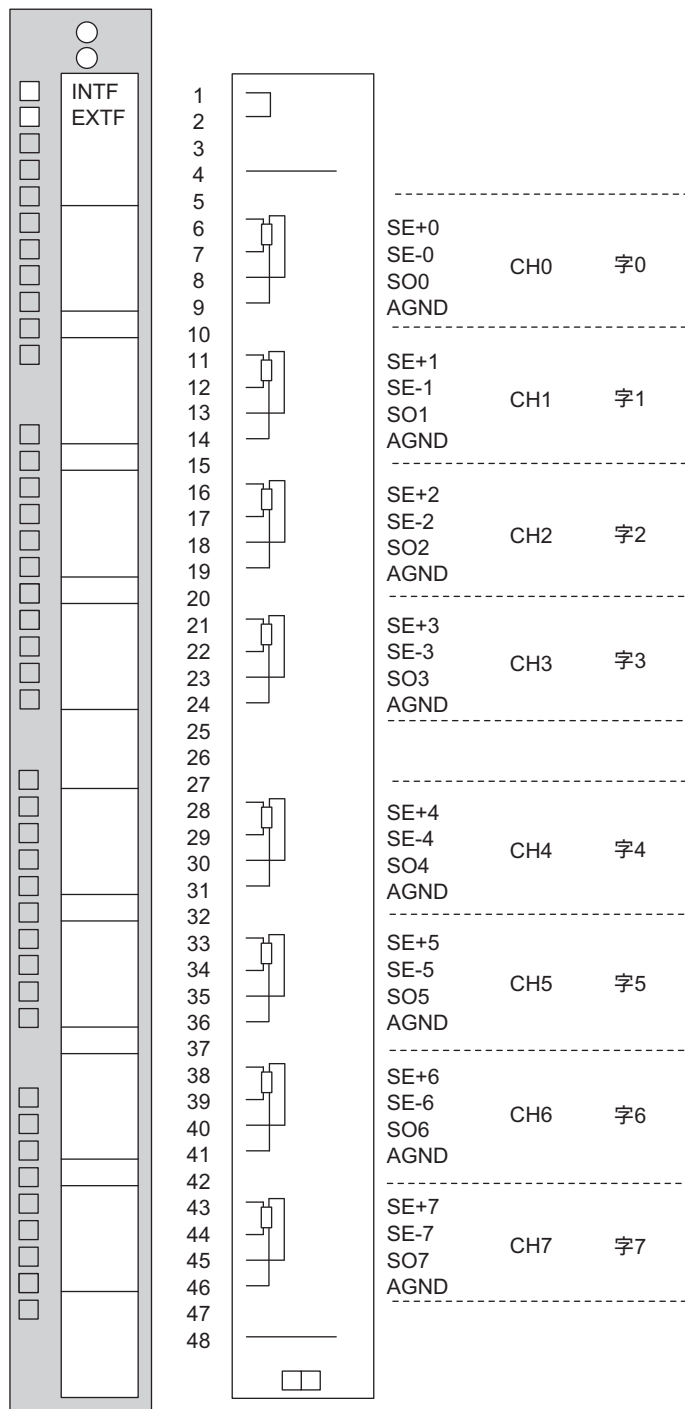 INTF
EXTF
1
2
3
4
5
6 SE+0
7 SE-0 CH0 字0
8 SO0
9 AGND
10
11 SE+1
12 SE-1 CH1 字1
13 SO1
14 AGND
15
16 SE+2
17 SE-2 CH2 字2
18 SO2
19 AGND
20
21 SE+3
22 SE-3 CH3 字3
23 SO3
24 AGND
25
26
27
28 SE+4
29 SE-4 CH4 字4
30 SO4
31 AGND
32
33 SE+5
34 SE-5 CH5 字5
35 SO5
36 AGND
37
38 SE+6
39 SE-6 CH6 字6
40 SO6
41 AGND
42
43 SE+7
44 SE-7 CH7 字7
45 SO7
46 AGND
47
48